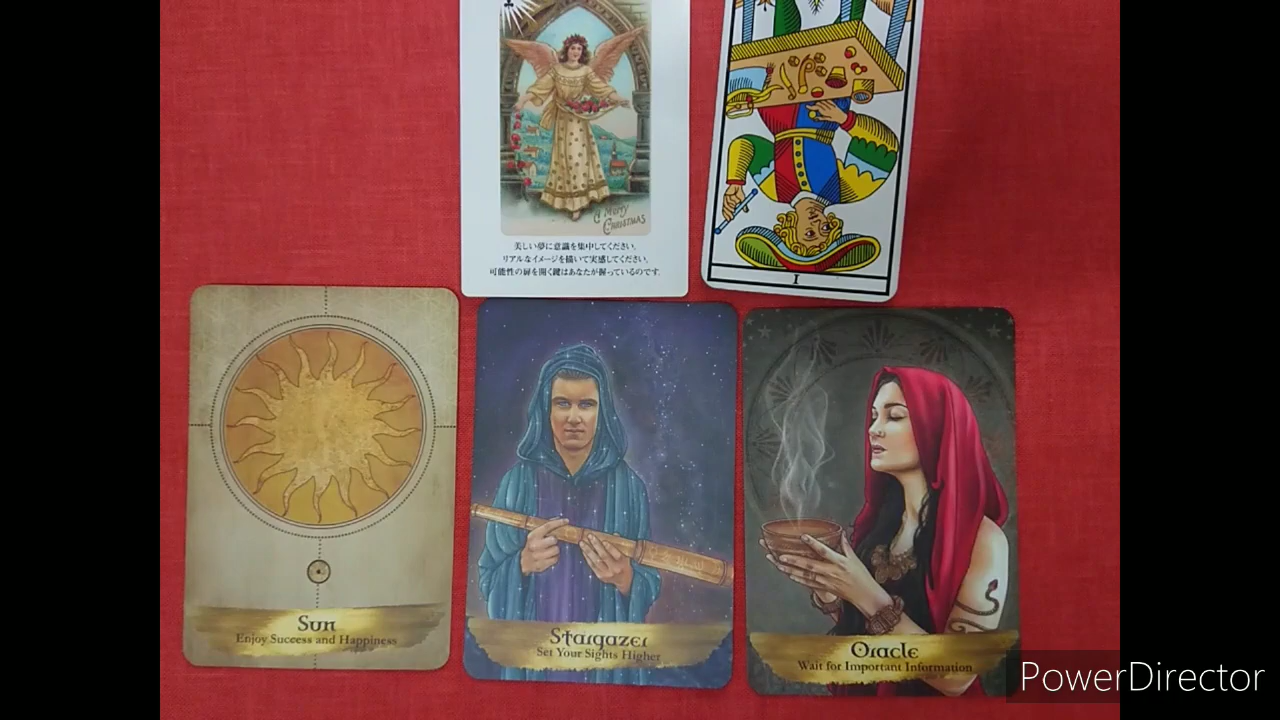 A Merry
CHRISTMAS
美しい夢に意識を集中してください。
リアルなイメージを描いて実感してください。
可能性の扉を開く鍵はあなたが握っているのです。
I
Sun
Enjoy Success and Happiness
Stargazer
Set Your Sights Higher
Oracle
Wait for Important Information
PowerDirector